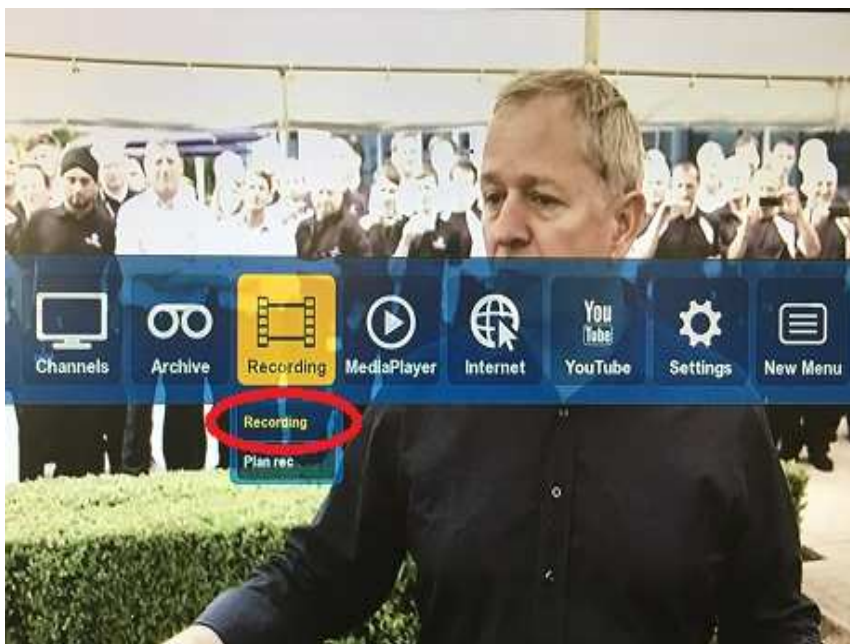 Channels
Archive
Recording
MediaPlayer
Internet
You
Tube
YouTube
Settings
New Menu
Recording
Plan rec